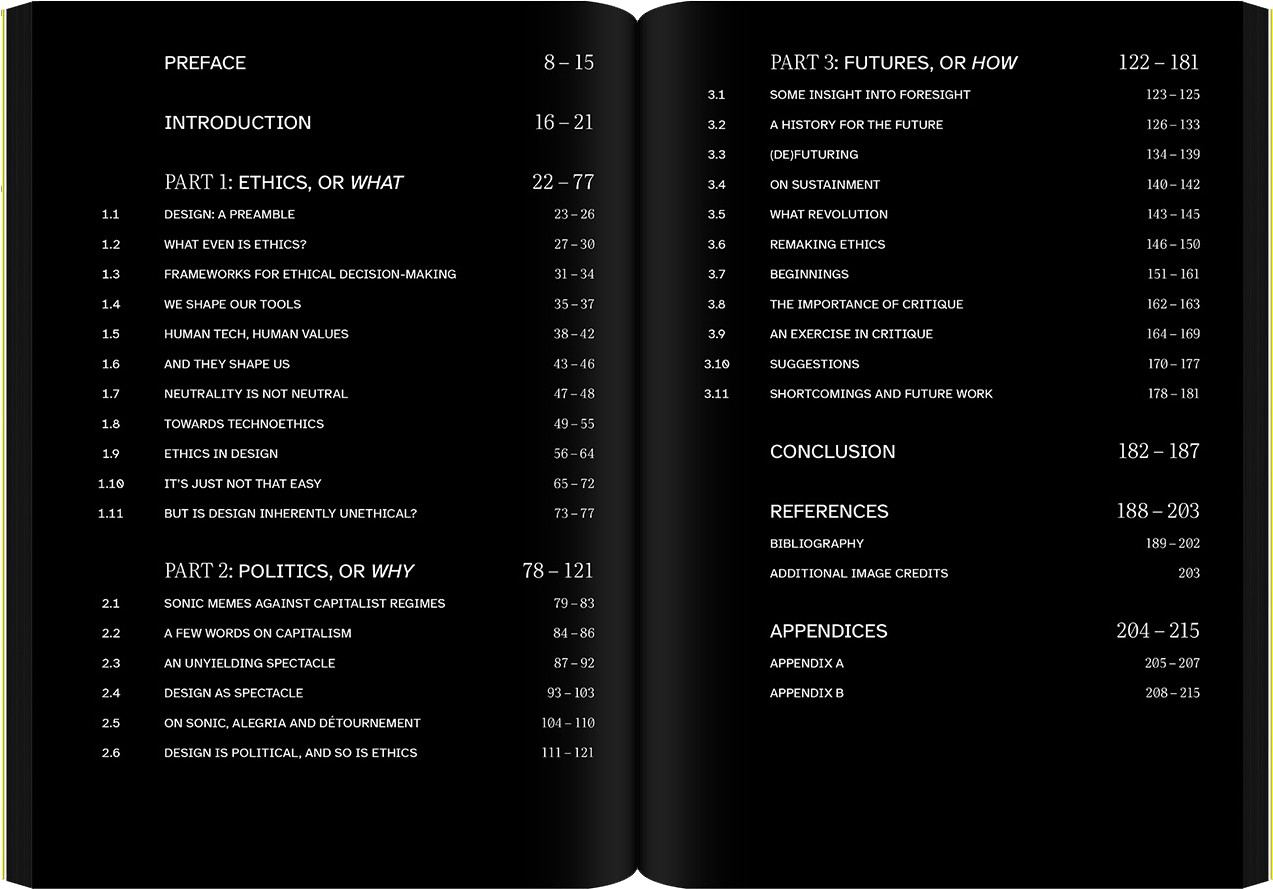 PREFACE 8 – 15
INTRODUCTION 16 – 21
PART 1: ETHICS, OR WHAT 22 – 77
1.1 DESIGN: A PREAMBLE 23 – 26
1.2 WHAT EVEN IS ETHICS? 27 – 30
1.3 FRAMEWORKS FOR ETHICAL DECISION-MAKING 31 – 34
1.4 WE SHAPE OUR TOOLS 35 – 37
1.5 HUMAN TECH, HUMAN VALUES 38 – 42
1.6 AND THEY SHAPE US 43 – 46
1.7 NEUTRALITY IS NOT NEUTRAL 47 – 48
1.8 TOWARDS TECHNOETHICS 49 – 55
1.9 ETHICS IN DESIGN 56 – 64
1.10 IT'S JUST NOT THAT EASY 65 – 72
1.11 BUT IS DESIGN INHERENTLY UNETHICAL? 73 – 77
PART 2: POLITICS, OR WHY 78 – 121
2.1 SONIC MEMES AGAINST CAPITALIST REGIMES 79 – 83
2.2 A FEW WORDS ON CAPITALISM 84 – 86
2.3 AN UNYIELDING SPECTACLE 87 – 92
2.4 DESIGN AS SPECTACLE 93 – 103
2.5 ON SONIC, ALEGRIA AND DÉTOURNEMENT 104 – 110
2.6 DESIGN IS POLITICAL, AND SO IS ETHICS 111 – 121
PART 3: FUTURES, OR HOW 122 – 181
3.1 SOME INSIGHT INTO FORESIGHT 123 – 125
3.2 A HISTORY FOR THE FUTURE 126 – 133
3.3 (DE)FUTURING 134 – 139
3.4 ON SUSTAINMENT 140 – 142
3.5 WHAT REVOLUTION 143 – 145
3.6 REMAKING ETHICS 146 – 150
3.7 BEGINNINGS 151 – 161
3.8 THE IMPORTANCE OF CRITIQUE 162 – 163
3.9 AN EXERCISE IN CRITIQUE 164 – 169
3.10 SUGGESTIONS 170 – 177
3.11 SHORTCOMINGS AND FUTURE WORK 178 – 181
CONCLUSION 182 – 187
REFERENCES 188 – 203
BIBLIOGRAPHY 189 – 202
ADDITIONAL IMAGE CREDITS 203
APPENDICES 204 – 215
APPENDIX A 205 – 207
APPENDIX B 208 – 215